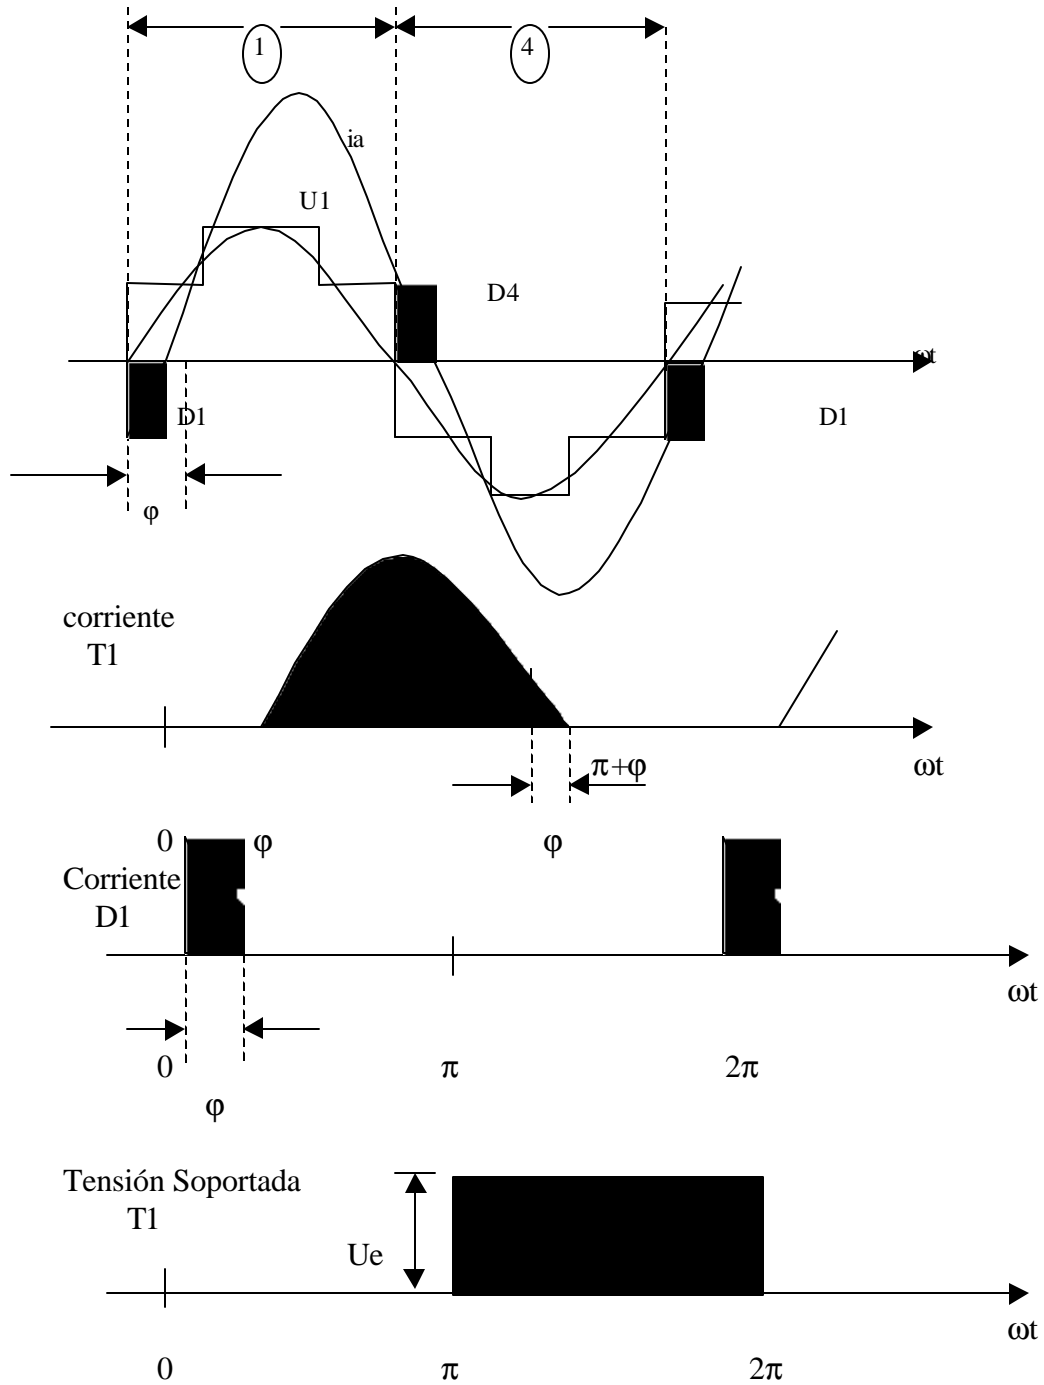 1
4
ia
U1
D4
ωt
D1
D1
φ
corriente
T1
π+φ
ωt
0
φ
φ
Corriente
D1
ωt
0
π
2π
φ
Tensión Soportada
T1
Ue
ωt
0
π
2π